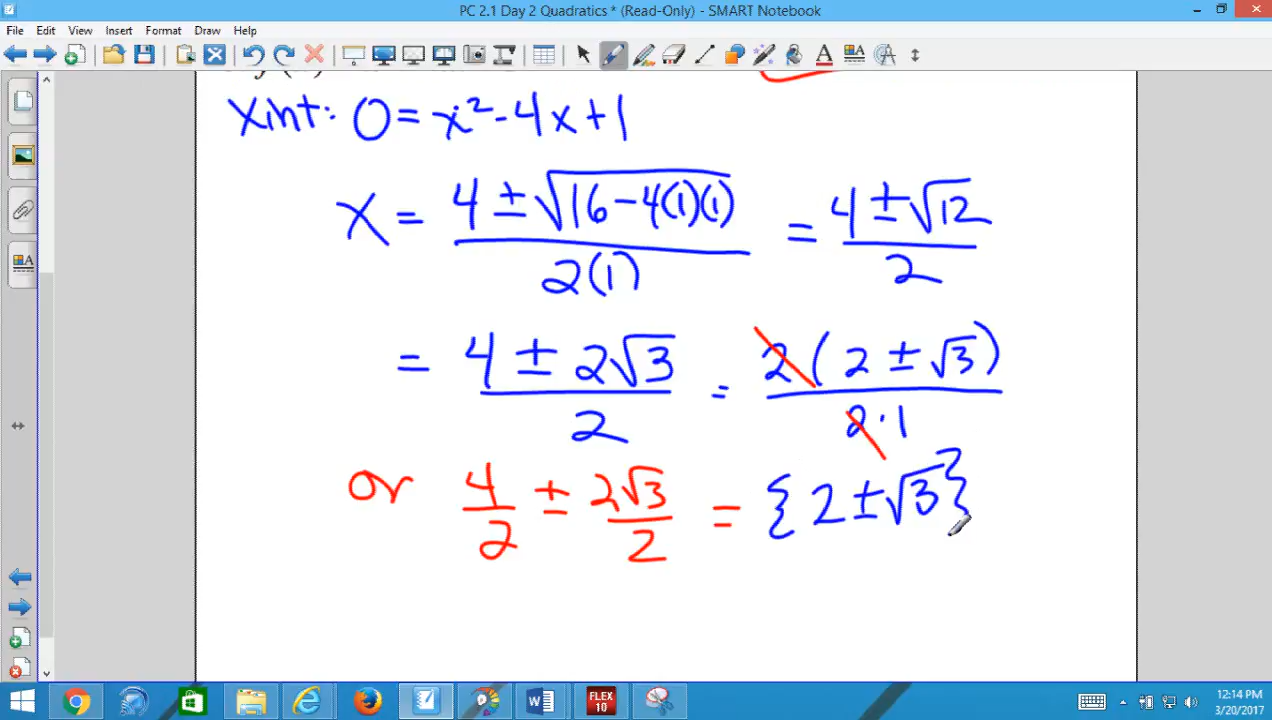 PC 2.1 Day 2 Quadratics * (Read-Only) - SMART Notebook
File Edit View Insert Format Draw Help
Xint: 0 = x² - 4x + 1
x = (4 ± √(16 - 4(1)(1))) / 2(1) = (4 ± √12) / 2
= (4 ± 2√3) / 2 = 2(2 ± √3) / 2·1
or 4/2 ± 2√3/2 = {2 ± √3}
FLEX 10
12:14 PM
3/20/2017